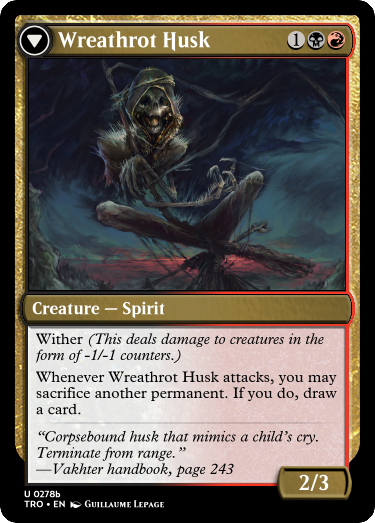 Wreathrot Husk 1
Creature — Spirit
Wither (This deals damage to creatures in the
form of -1/-1 counters.)
Whenever Wreathrot Husk attacks, you may
sacrifice another permanent. If you do, draw
a card.
“Corpsebound husk that mimics a child’s cry.
Terminate from range.”
—Vakhter handbook, page 243
2/3
U 0278b
TRO • EN Guillaume Lepage